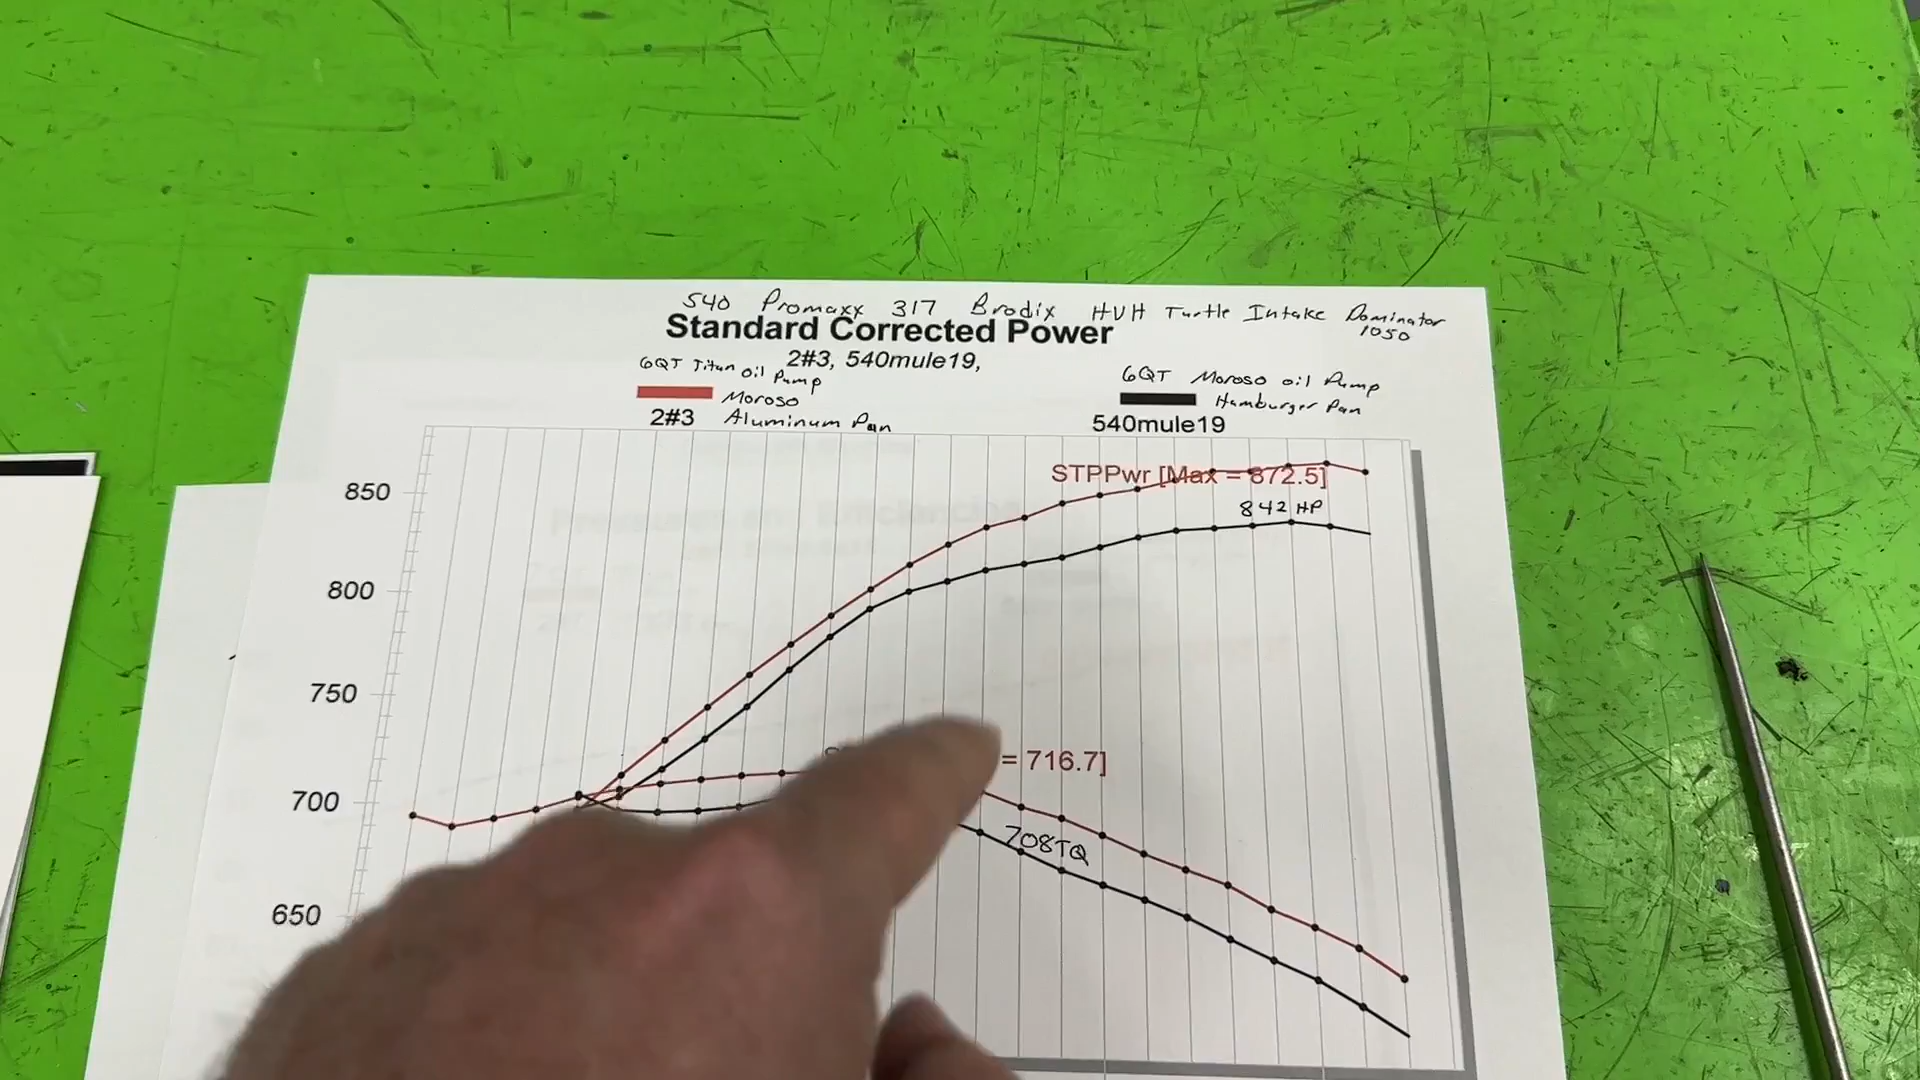 540 Promaxx 317 Brodix HVH Turtle Intake Dominator
1050
Standard Corrected Power
2#3, 540mule19,
6QT Titan oil Pump
Moroso
2#3 Aluminum Pan
6QT Moroso oil Pump
Hamburger Pan
540mule19
STPPwr [Max = 872.5]
850
842 HP
800
750
= 716.7]
700
708TQ
650